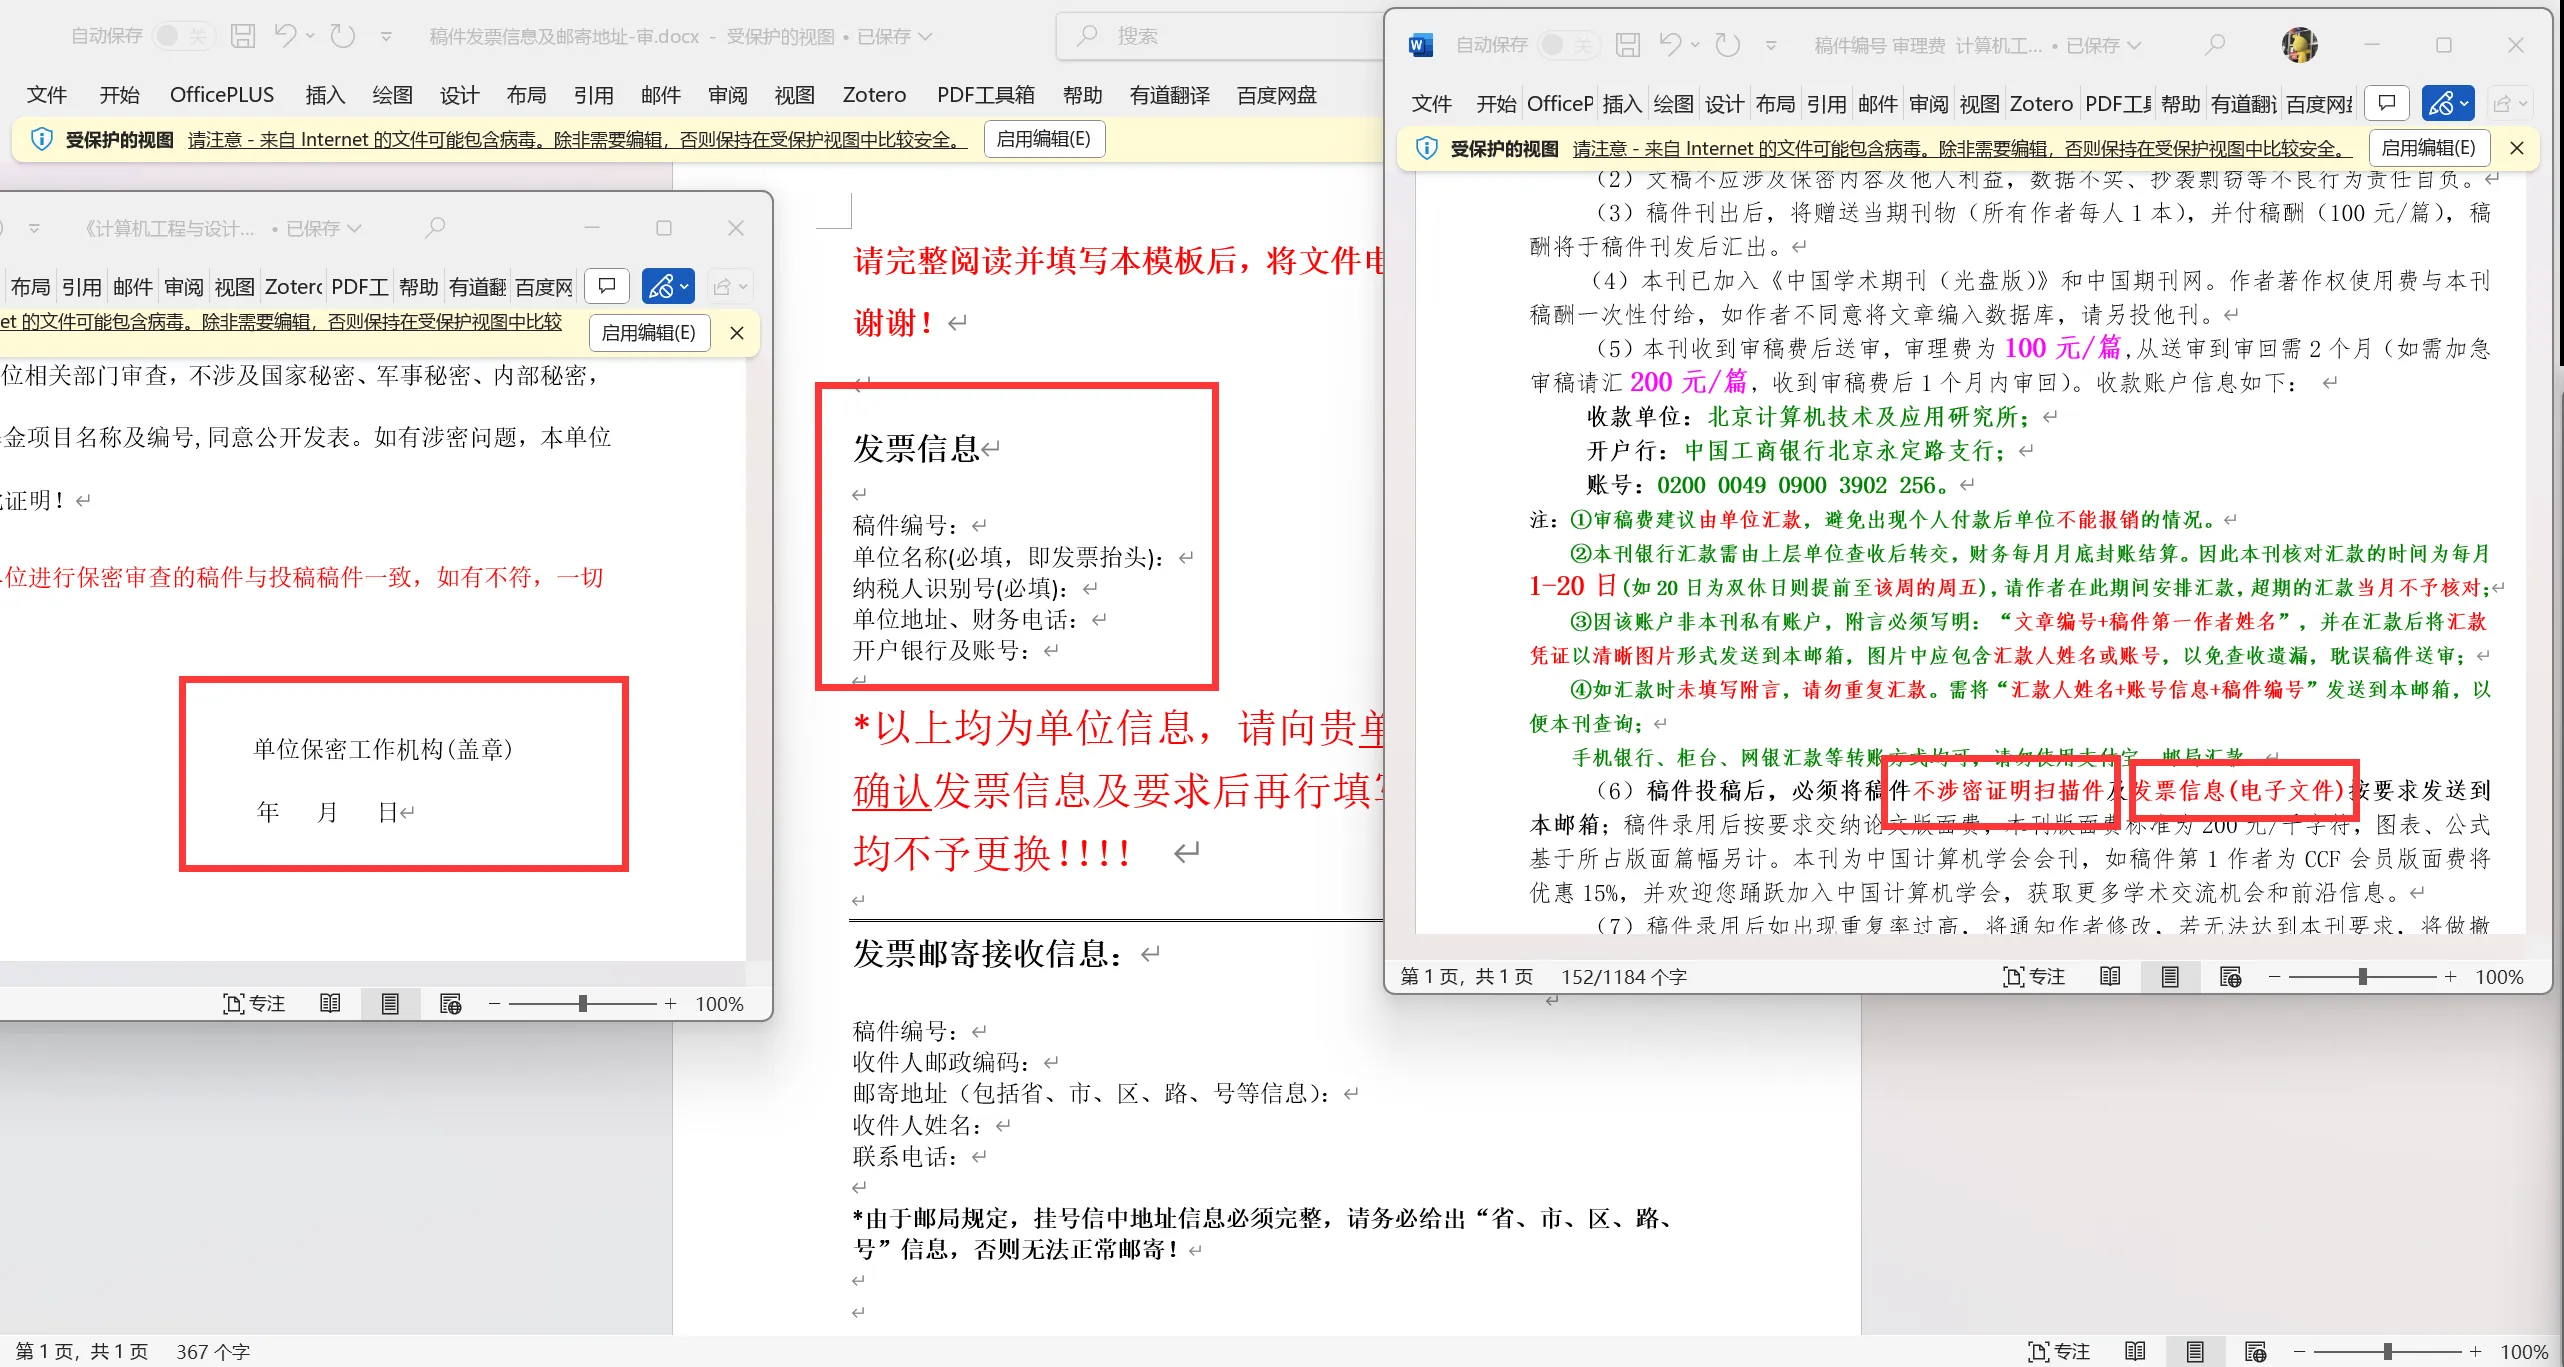 自动保存 关 稿件发票信息及邮寄地址-审.docx - 受保护的视图 • 已保存 搜索
文件 开始 OfficePLUS 插入 绘图 设计 布局 引用 邮件 审阅 视图 Zotero PDF工具箱 帮助 有道翻译 百度网盘
受保护的视图 请注意 - 来自 Internet 的文件可能包含病毒。除非需要编辑，否则保持在受保护视图中比较安全。 启用编辑(E)
《计算机工程与设计... • 已保存
布局 引用 邮件 审阅 视图 Zotero PDF工 帮助 有道翻 百度网
et 的文件可能包含病毒。除非需要编辑，否则保持在受保护视图中比较 启用编辑(E)
位相关部门审查，不涉及国家秘密、军事秘密、内部秘密，
金项目名称及编号,同意公开发表。如有涉密问题，本单位
证明！
位进行保密审查的稿件与投稿稿件一致，如有不符，一切
单位保密工作机构(盖章)
年 月 日
专注 100%
请完整阅读并填写本模板后，将文件电
谢谢！
发票信息
稿件编号：
单位名称(必填，即发票抬头)：
纳税人识别号(必填)：
单位地址、财务电话：
开户银行及账号：
*以上均为单位信息，请向贵单
确认发票信息及要求后再行填写
均不予更换!!!!
发票邮寄接收信息：
稿件编号：
收件人邮政编码：
邮寄地址（包括省、市、区、路、号等信息）：
收件人姓名：
联系电话：
*由于邮局规定，挂号信中地址信息必须完整，请务必给出“省、市、区、路、
号”信息，否则无法正常邮寄！
第 1 页，共 1 页 367 个字 专注 100%
自动保存 关 稿件编号 审理费 计算机工... • 已保存
文件 开始 OfficeP 插入 绘图 设计 布局 引用 邮件 审阅 视图 Zotero PDF工具 帮助 有道翻译 百度网盘
受保护的视图 请注意 - 来自 Internet 的文件可能包含病毒。除非需要编辑，否则保持在受保护视图中比较安全。 启用编辑(E)
（2）文稿不应涉及保密内容及他人利益，数据不实、抄袭剽窃等不良行为责任自负。
（3）稿件刊出后，将赠送当期刊物（所有作者每人 1 本），并付稿酬（100 元/篇），稿
酬将于稿件刊发后汇出。
（4）本刊已加入《中国学术期刊（光盘版）》和中国期刊网。作者著作权使用费与本刊
稿酬一次性付给，如作者不同意将文章编入数据库，请另投他刊。
（5）本刊收到审稿费后送审，审理费为 100 元/篇,从送审到审回需 2 个月（如需加急
审稿请汇 200 元/篇，收到审稿费后 1 个月内审回）。收款账户信息如下：
收款单位：北京计算机技术及应用研究所；
开户行：中国工商银行北京永定路支行；
账号：0200 0049 0900 3902 256。
注：①审稿费建议由单位汇款，避免出现个人付款后单位不能报销的情况。
②本刊银行汇款需由上层单位查收后转交，财务每月月底封账结算。因此本刊核对汇款的时间为每月
1-20 日(如 20 日为双休日则提前至该周的周五),请作者在此期间安排汇款,超期的汇款当月不予核对;
③因该账户非本刊私有账户，附言必须写明：“文章编号+稿件第一作者姓名”，并在汇款后将汇款
凭证以清晰图片形式发送到本邮箱，图片中应包含汇款人姓名或账号，以免查收遗漏，耽误稿件送审；
④如汇款时未填写附言，请勿重复汇款。需将“汇款人姓名+账号信息+稿件编号”发送到本邮箱，以
便本刊查询；
手机银行、柜台、网银汇款等转账方式均可，请勿使用支付宝、邮局汇款。
（6）稿件投稿后，必须将稿件不涉密证明扫描件及发票信息(电子文件)按要求发送到
本邮箱；稿件录用后按要求交纳论文版面费，本刊版面费标准为 200 元/千字符，图表、公式
基于所占版面篇幅另计。本刊为中国计算机学会会刊，如稿件第 1 作者为 CCF 会员版面费将
优惠 15%，并欢迎您踊跃加入中国计算机学会，获取更多学术交流机会和前沿信息。
（7）稿件录用后如出现重复率过高，将通知作者修改，若无法达到本刊要求，将做撤
第 1 页，共 1 页 152/1184 个字 专注 100%